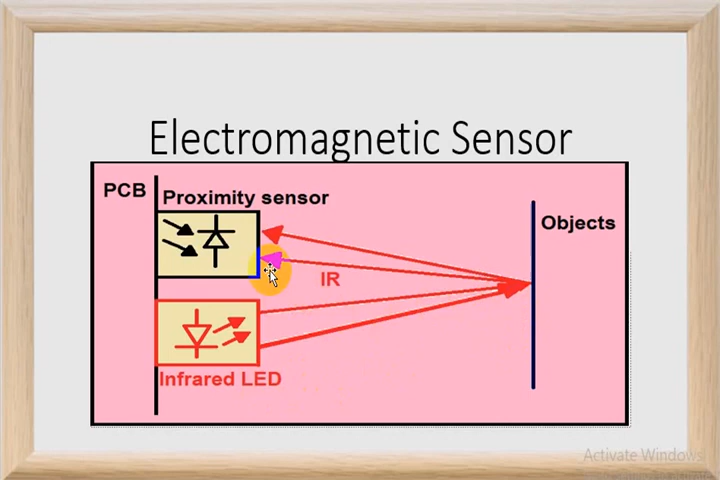 Electromagnetic Sensor
PCB
Proximity sensor
Objects
IR
Infrared LED
Activate Windows